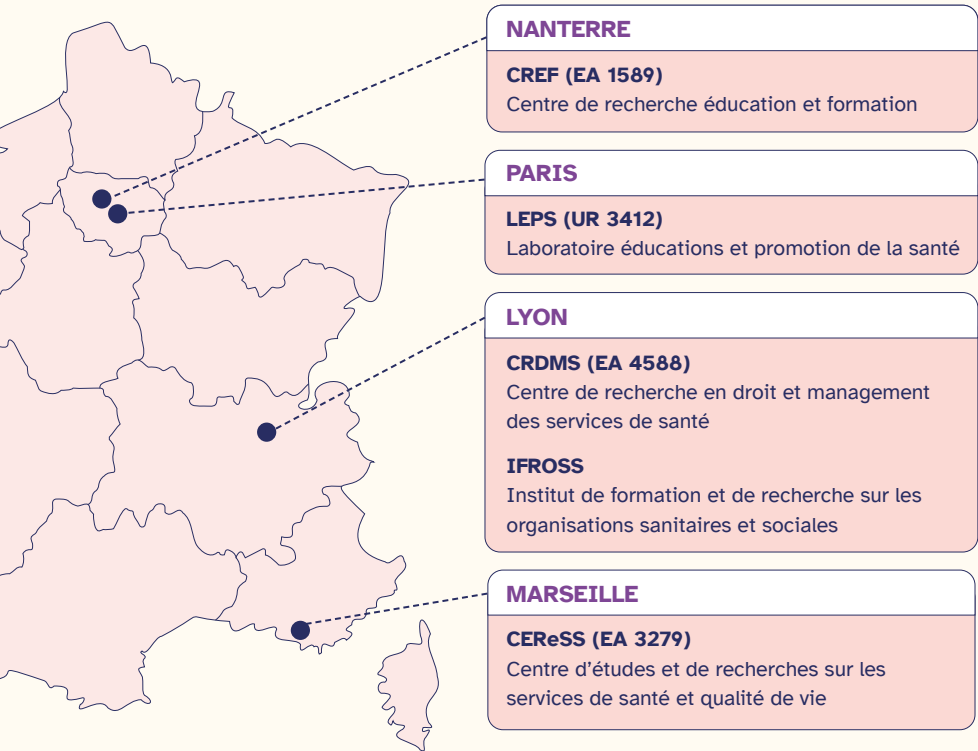 NANTERRE
CREF (EA 1589)
Centre de recherche éducation et formation
PARIS
LEPS (UR 3412)
Laboratoire éducations et promotion de la santé
LYON
CRDMS (EA 4588)
Centre de recherche en droit et management
des services de santé
IFROSS
Institut de formation et de recherche sur les
organisations sanitaires et sociales
MARSEILLE
CEReSS (EA 3279)
Centre d’études et de recherches sur les
services de santé et qualité de vie